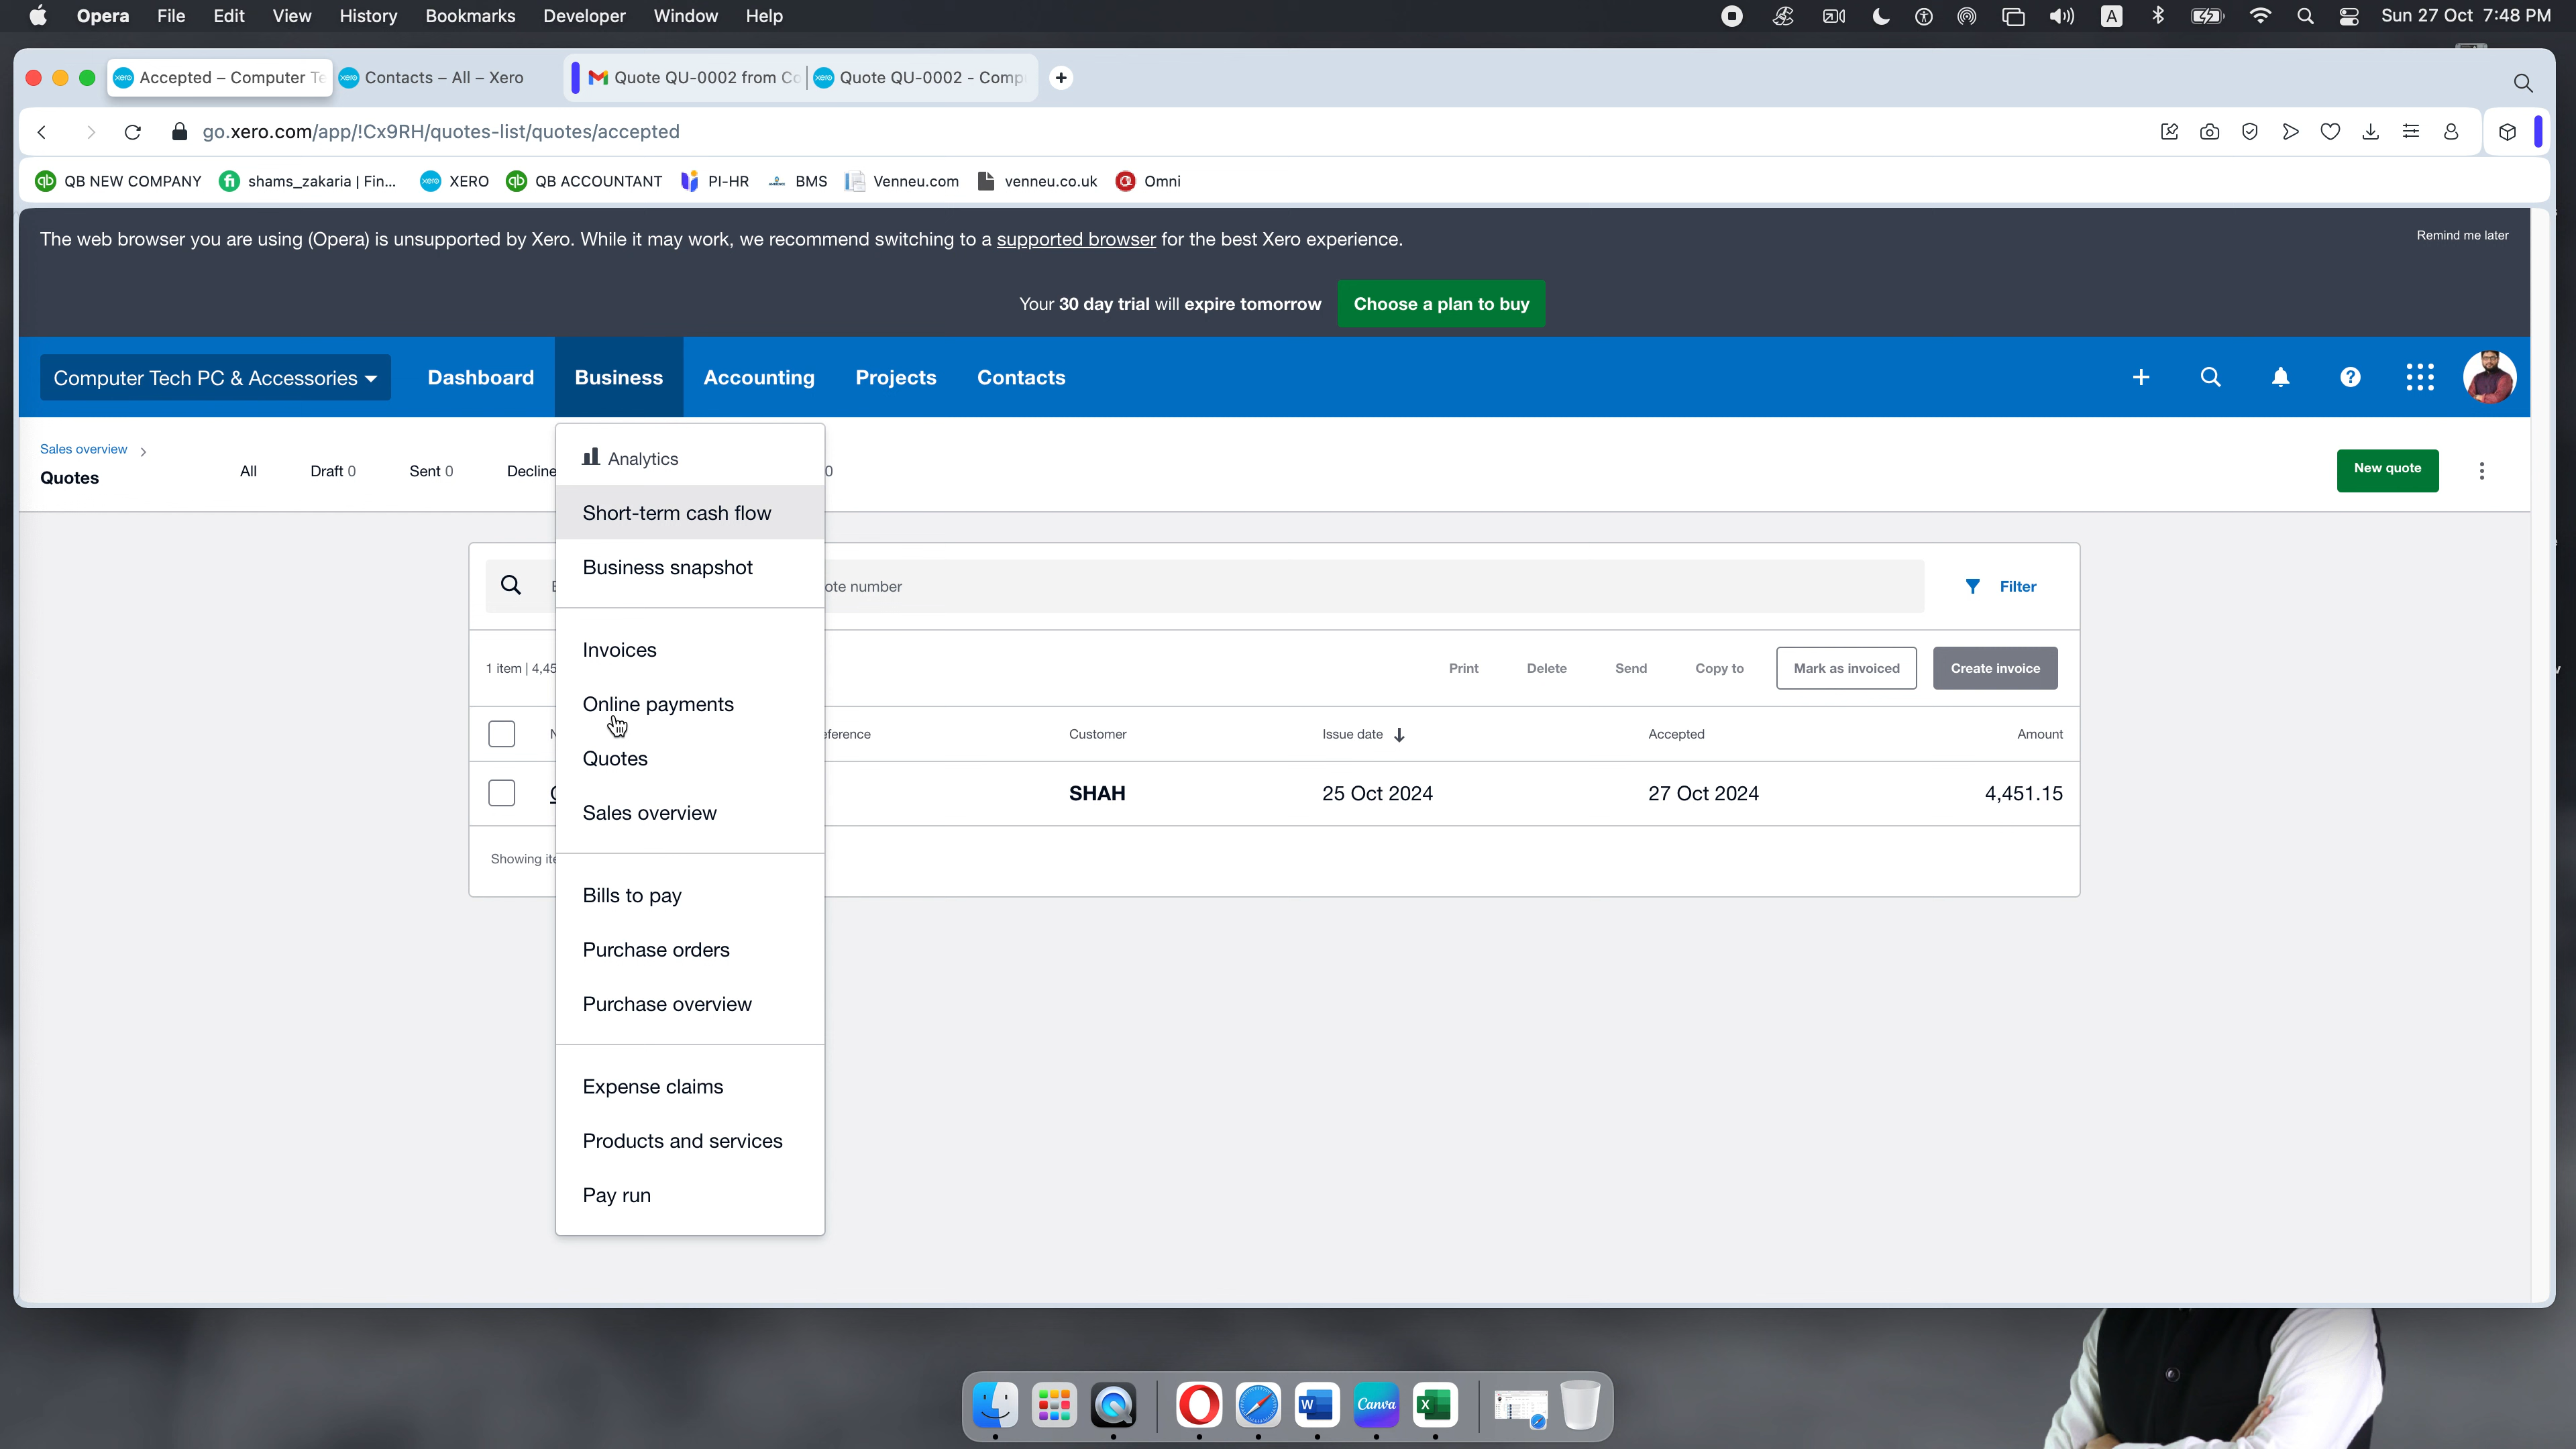 Opera File Edit View History Bookmarks Developer Window Help A Sun 27 Oct 7:48 PM
xero Accepted – Computer Te xero Contacts – All – Xero Quote QU-0002 from Co xero Quote QU-0002 - Comp
go.xero.com/app/!Cx9RH/quotes-list/quotes/accepted
qb QB NEW COMPANY fi shams_zakaria | Fin... xero XERO qb QB ACCOUNTANT PI-HR BMS Venneu.com venneu.co.uk Omni
The web browser you are using (Opera) is unsupported by Xero. While it may work, we recommend switching to a supported browser for the best Xero experience. Remind me later
Your 30 day trial will expire tomorrow Choose a plan to buy
Computer Tech PC & Accessories Dashboard Business Accounting Projects Contacts
Sales overview
Quotes All Draft 0 Sent 0 Decline 0 New quote
Analytics
Short-term cash flow
Business snapshot
Invoices
Online payments
Quotes
Sales overview
Bills to pay
Purchase orders
Purchase overview
Expense claims
Products and services
Pay run
ote number Filter
1 item | 4,45 Print Delete Send Copy to Mark as invoiced Create invoice
eference Customer Issue date Accepted Amount
SHAH 25 Oct 2024 27 Oct 2024 4,451.15
Showing ite
W Canva X